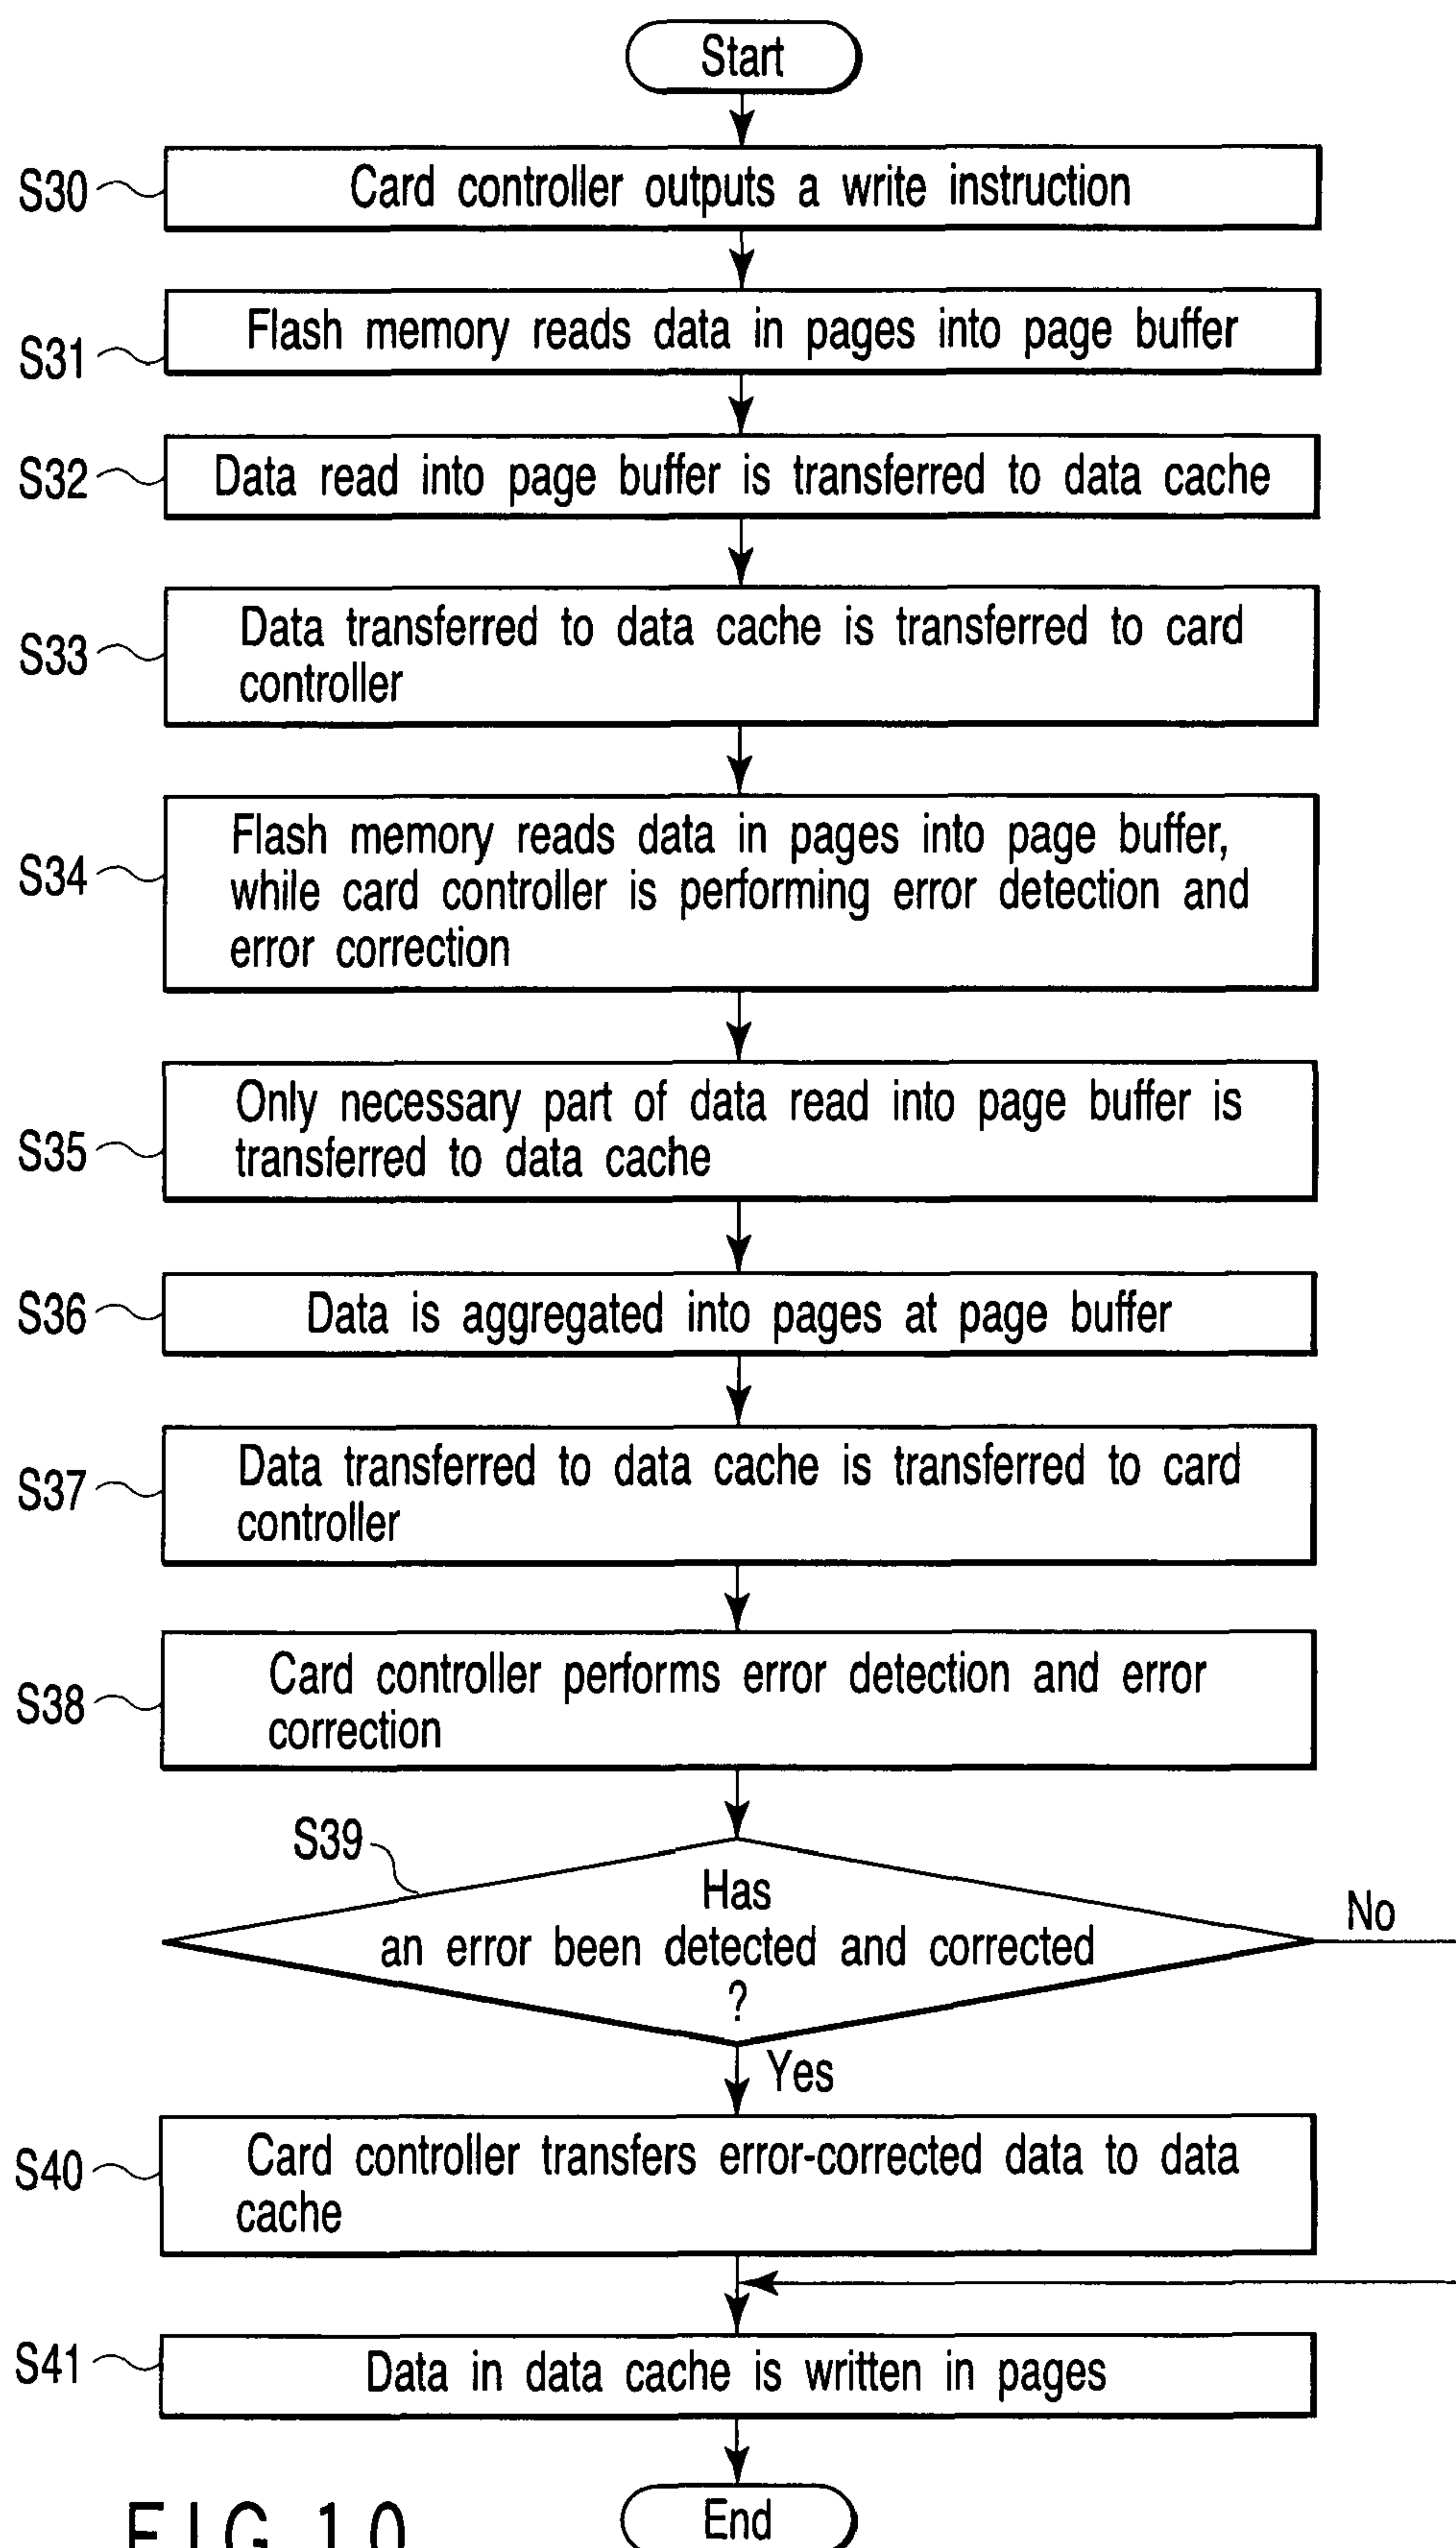 Start
S30
Card controller outputs a write instruction
S31
Flash memory reads data in pages into page buffer
S32
Data read into page buffer is transferred to data cache
S33
Data transferred to data cache is transferred to card
controller
S34
Flash memory reads data in pages into page buffer,
while card controller is performing error detection and
error correction
S35
Only necessary part of data read into page buffer is
transferred to data cache
S36
Data is aggregated into pages at page buffer
S37
Data transferred to data cache is transferred to card
controller
S38
Card controller performs error detection and error
correction
S39
Has
an error been detected and corrected
?
No
Yes
S40
Card controller transfers error-corrected data to data
cache
S41
Data in data cache is written in pages
End
FIG.10